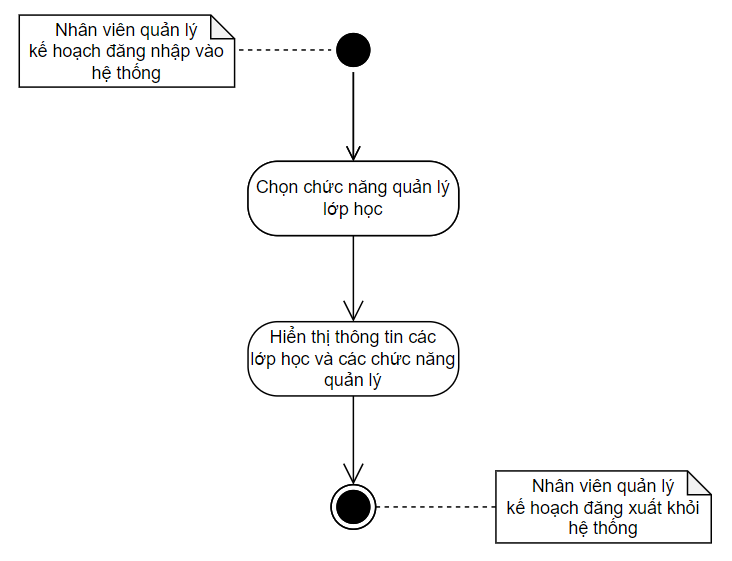 Nhân viên quản lý
kế hoạch đăng nhập vào
hệ thống
Chọn chức năng quản lý
lớp học
Hiển thị thông tin các
lớp học và các chức năng
quản lý
Nhân viên quản lý
kế hoạch đăng xuất khỏi
hệ thống